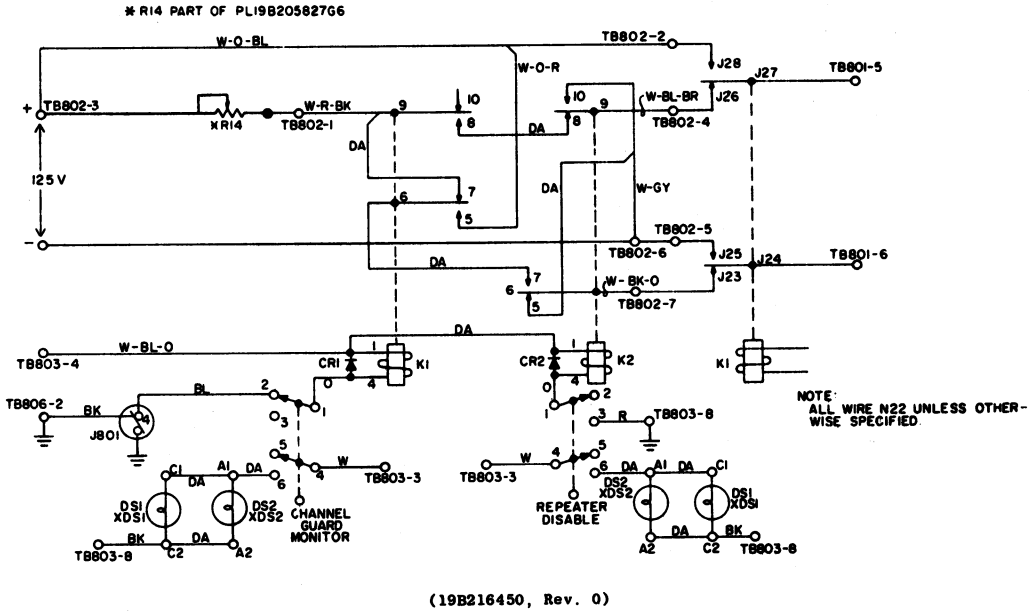 * R14 PART OF PL19B205827G6
W-O-BL
TB802-2
J28
J27
TB801-5
W-O-R
+
TB802-3
*R14
TB802-1
W-R-BK
9
10
8
DA
10
9
8
W-BL-BR
TB802-4
J26
DA
125 V
6
7
5
DA
W-GY
-
TB802-5
TB802-6
J25
J24
TB801-6
DA
7
6
5
W-BK-O
TB802-7
J23
DA
W-BL-O
TB803-4
CR1
1
4
K1
CR2
1
4
K2
K1
BL
2
0
1
3
0
1
2
3
R
TB803-8
NOTE:
ALL WIRE N22 UNLESS OTHER-
WISE SPECIFIED.
TB806-2
BK
4
J801
5
4
W
TB803-3
6
W
TB803-3
4
5
6
C1
DA
A1
DA
DA
A1
DA
C1
DS1
XDS1
DS2
XDS2
CHANNEL
GUARD
MONITOR
REPEATER
DISABLE
DS2
XDS2
DS1
XDS1
TB803-8
BK
C2
DA
A2
A2
DA
C2
BK
TB803-8
(19B216450, Rev. 0)